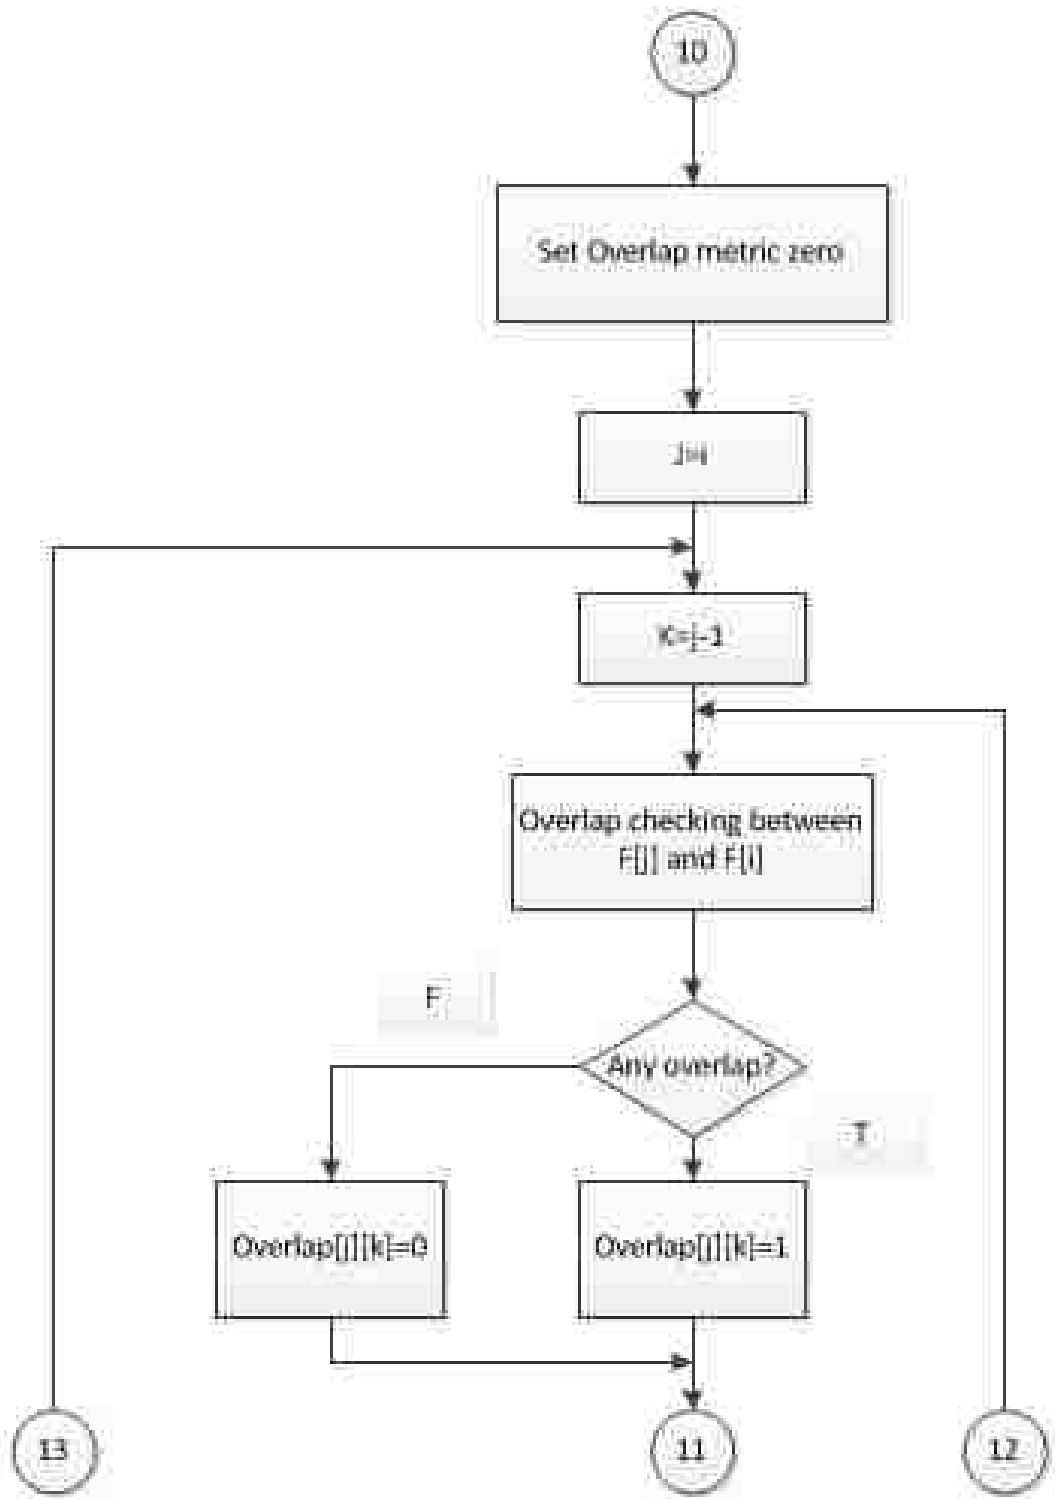 10
Set Overlap metric zero
J=i
K=j-1
Overlap checking between
F[j] and F[i]
F
Any overlap?
T
Overlap[j][k]=0
Overlap[j][k]=1
13
11
12